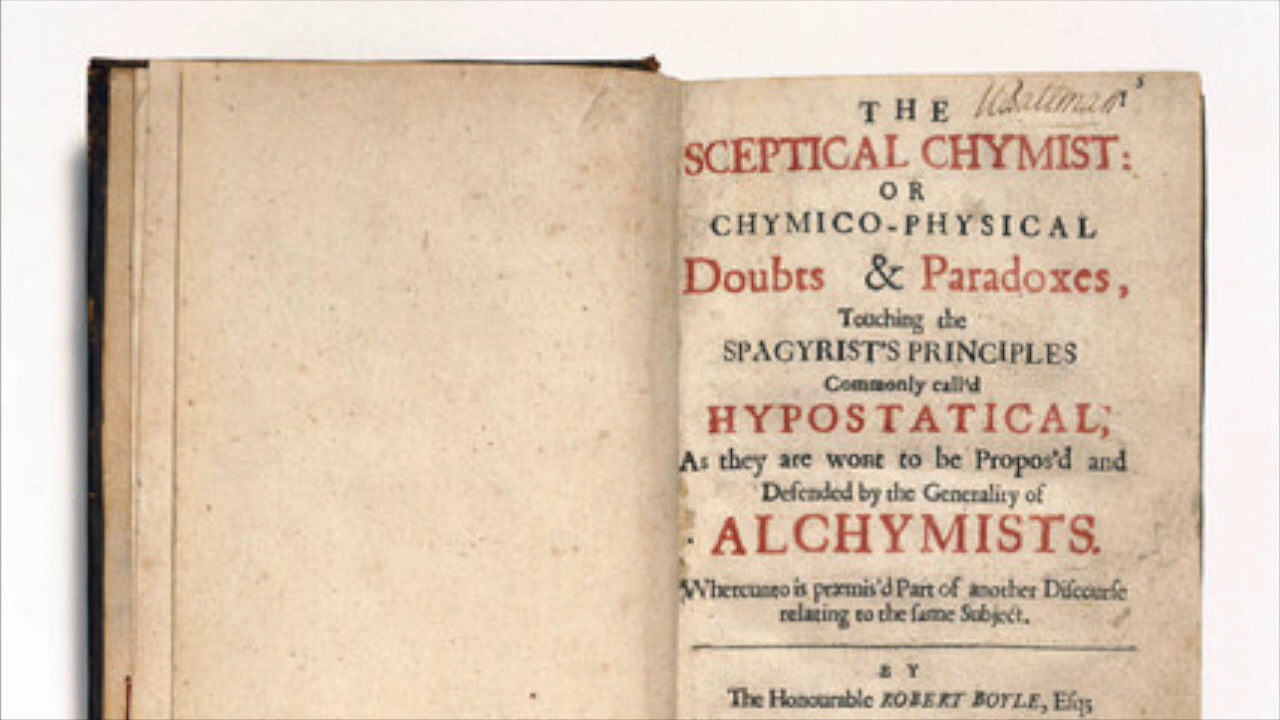 THE
SCEPTICAL CHYMIST:
OR
CHYMICO-PHYSICAL
Doubts & Paradoxes,
Touching the
SPAGYRIST'S PRINCIPLES
Commonly call'd
HYPOSTATICAL;
As they are wont to be Propos'd and
Defended by the Generality of
ALCHYMISTS.
Whereunto is præmis'd Part of another Discourse
relating to the same Subject.
BY
The Honourable ROBERT BOYLE, Esq;